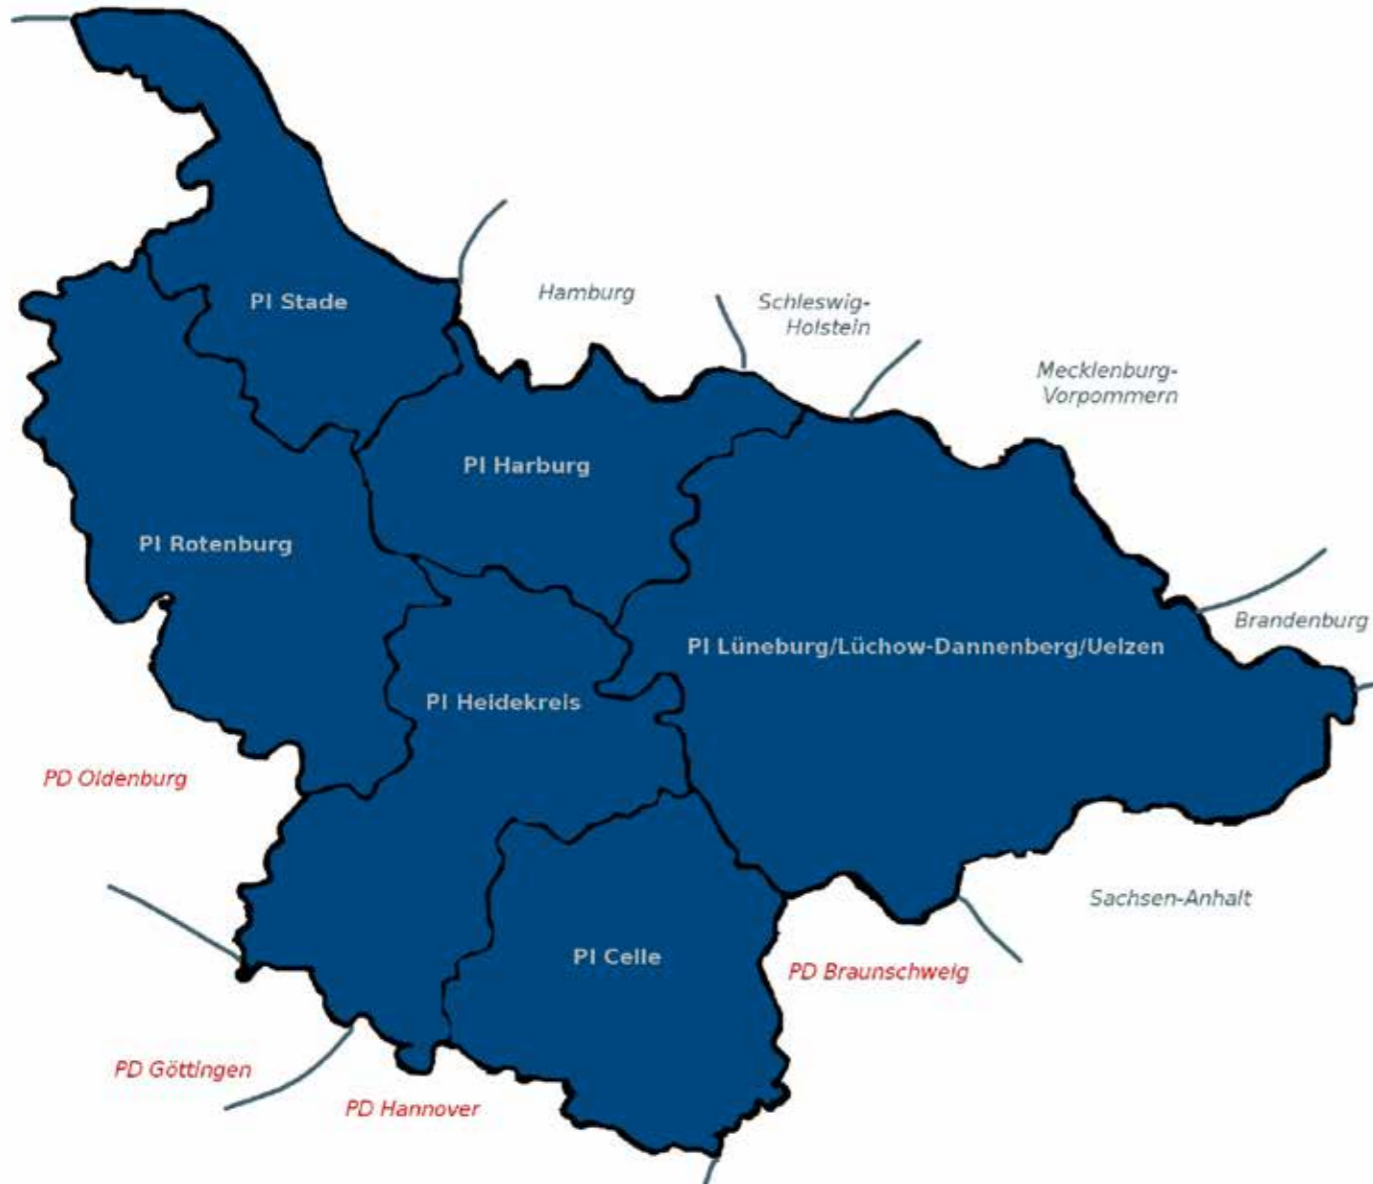 PI Stade
Hamburg
Schleswig-
Holstein
Mecklenburg-
Vorpommern
PI Harburg
PI Rotenburg
Brandenburg
PI Lüneburg/Lüchow-Dannenberg/Uelzen
PI Heidekreis
PD Oldenburg
Sachsen-Anhalt
PI Celle
PD Braunschweig
PD Göttingen
PD Hannover